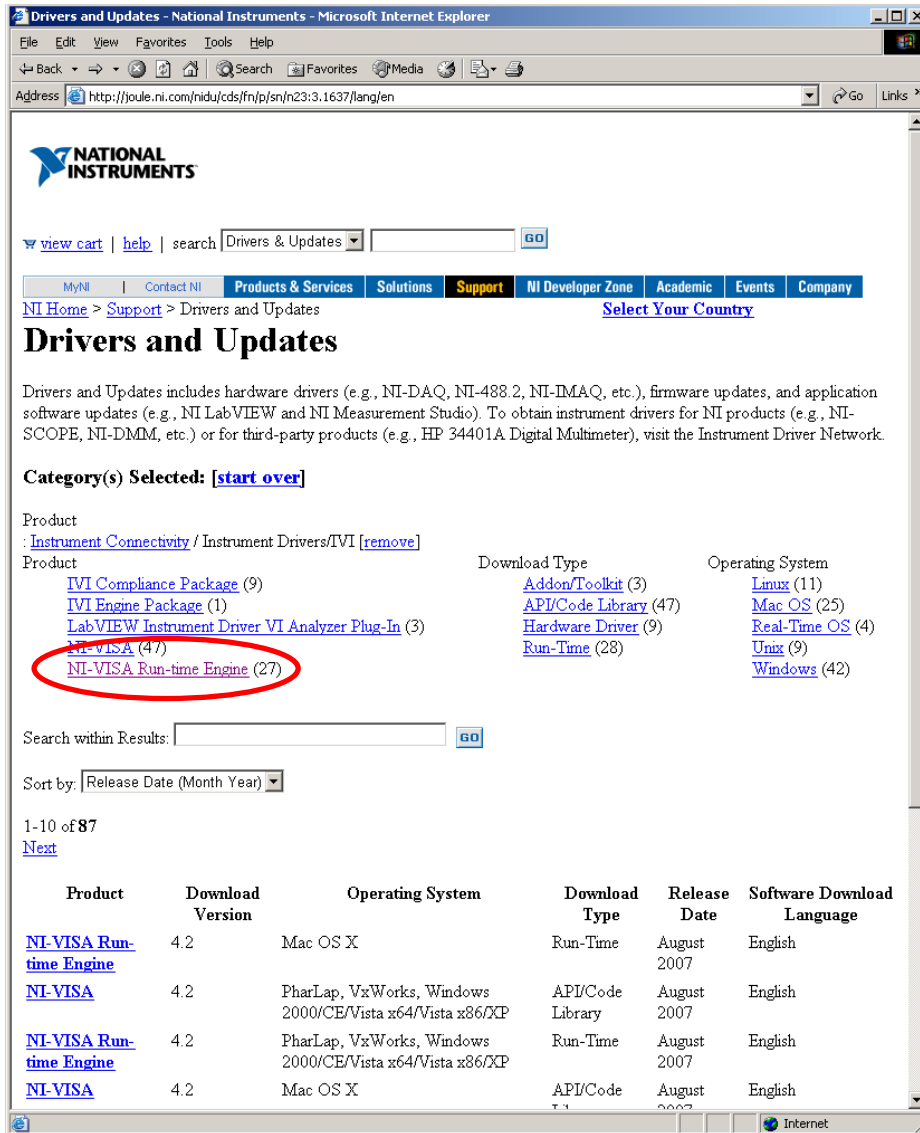 Drivers and Updates - National Instruments - Microsoft Internet Explorer
File Edit View Favorites Tools Help
Back Search Favorites Media
Address http://joule.ni.com/nidu/cds/fn/p/sn/n23:3.1637/lang/en Go Links »
NATIONAL
INSTRUMENTS
view cart | help | search Drivers & Updates GO
MyNI | Contact NI Products & Services Solutions Support NI Developer Zone Academic Events Company
NI Home > Support > Drivers and Updates Select Your Country
Drivers and Updates
Drivers and Updates includes hardware drivers (e.g., NI-DAQ, NI-488.2, NI-IMAQ, etc.), firmware updates, and application
software updates (e.g., NI LabVIEW and NI Measurement Studio). To obtain instrument drivers for NI products (e.g., NI-
SCOPE, NI-DMM, etc.) or for third-party products (e.g., HP 34401A Digital Multimeter), visit the Instrument Driver Network.
Category(s) Selected: [start over]
Product
: Instrument Connectivity / Instrument Drivers/IVI [remove]
Product Download Type Operating System
IVI Compliance Package (9) Addon/Toolkit (3) Linux (11)
IVI Engine Package (1) API/Code Library (47) Mac OS (25)
LabVIEW Instrument Driver VI Analyzer Plug-In (3) Hardware Driver (9) Real-Time OS (4)
NI-VISA (47) Run-Time (28) Unix (9)
NI-VISA Run-time Engine (27) Windows (42)
Search within Results: GO
Sort by: Release Date (Month Year)
1-10 of 87
Next
Product Download Operating System Download Release Software Download
Version Type Date Language
NI-VISA Run- 4.2 Mac OS X Run-Time August English
time Engine 2007
NI-VISA 4.2 PharLap, VxWorks, Windows API/Code August English
2000/CE/Vista x64/Vista x86/XP Library 2007
NI-VISA Run- 4.2 PharLap, VxWorks, Windows Run-Time August English
time Engine 2000/CE/Vista x64/Vista x86/XP 2007
NI-VISA 4.2 Mac OS X API/Code August English
Internet